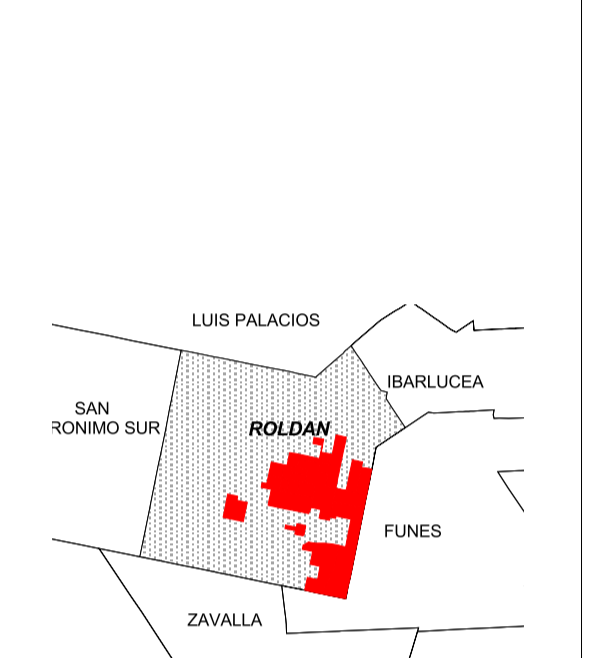 LUIS PALACIOS
IBARLUCEA
SAN
RONIMO SUR
ROLDAN
FUNES
ZAVALLA